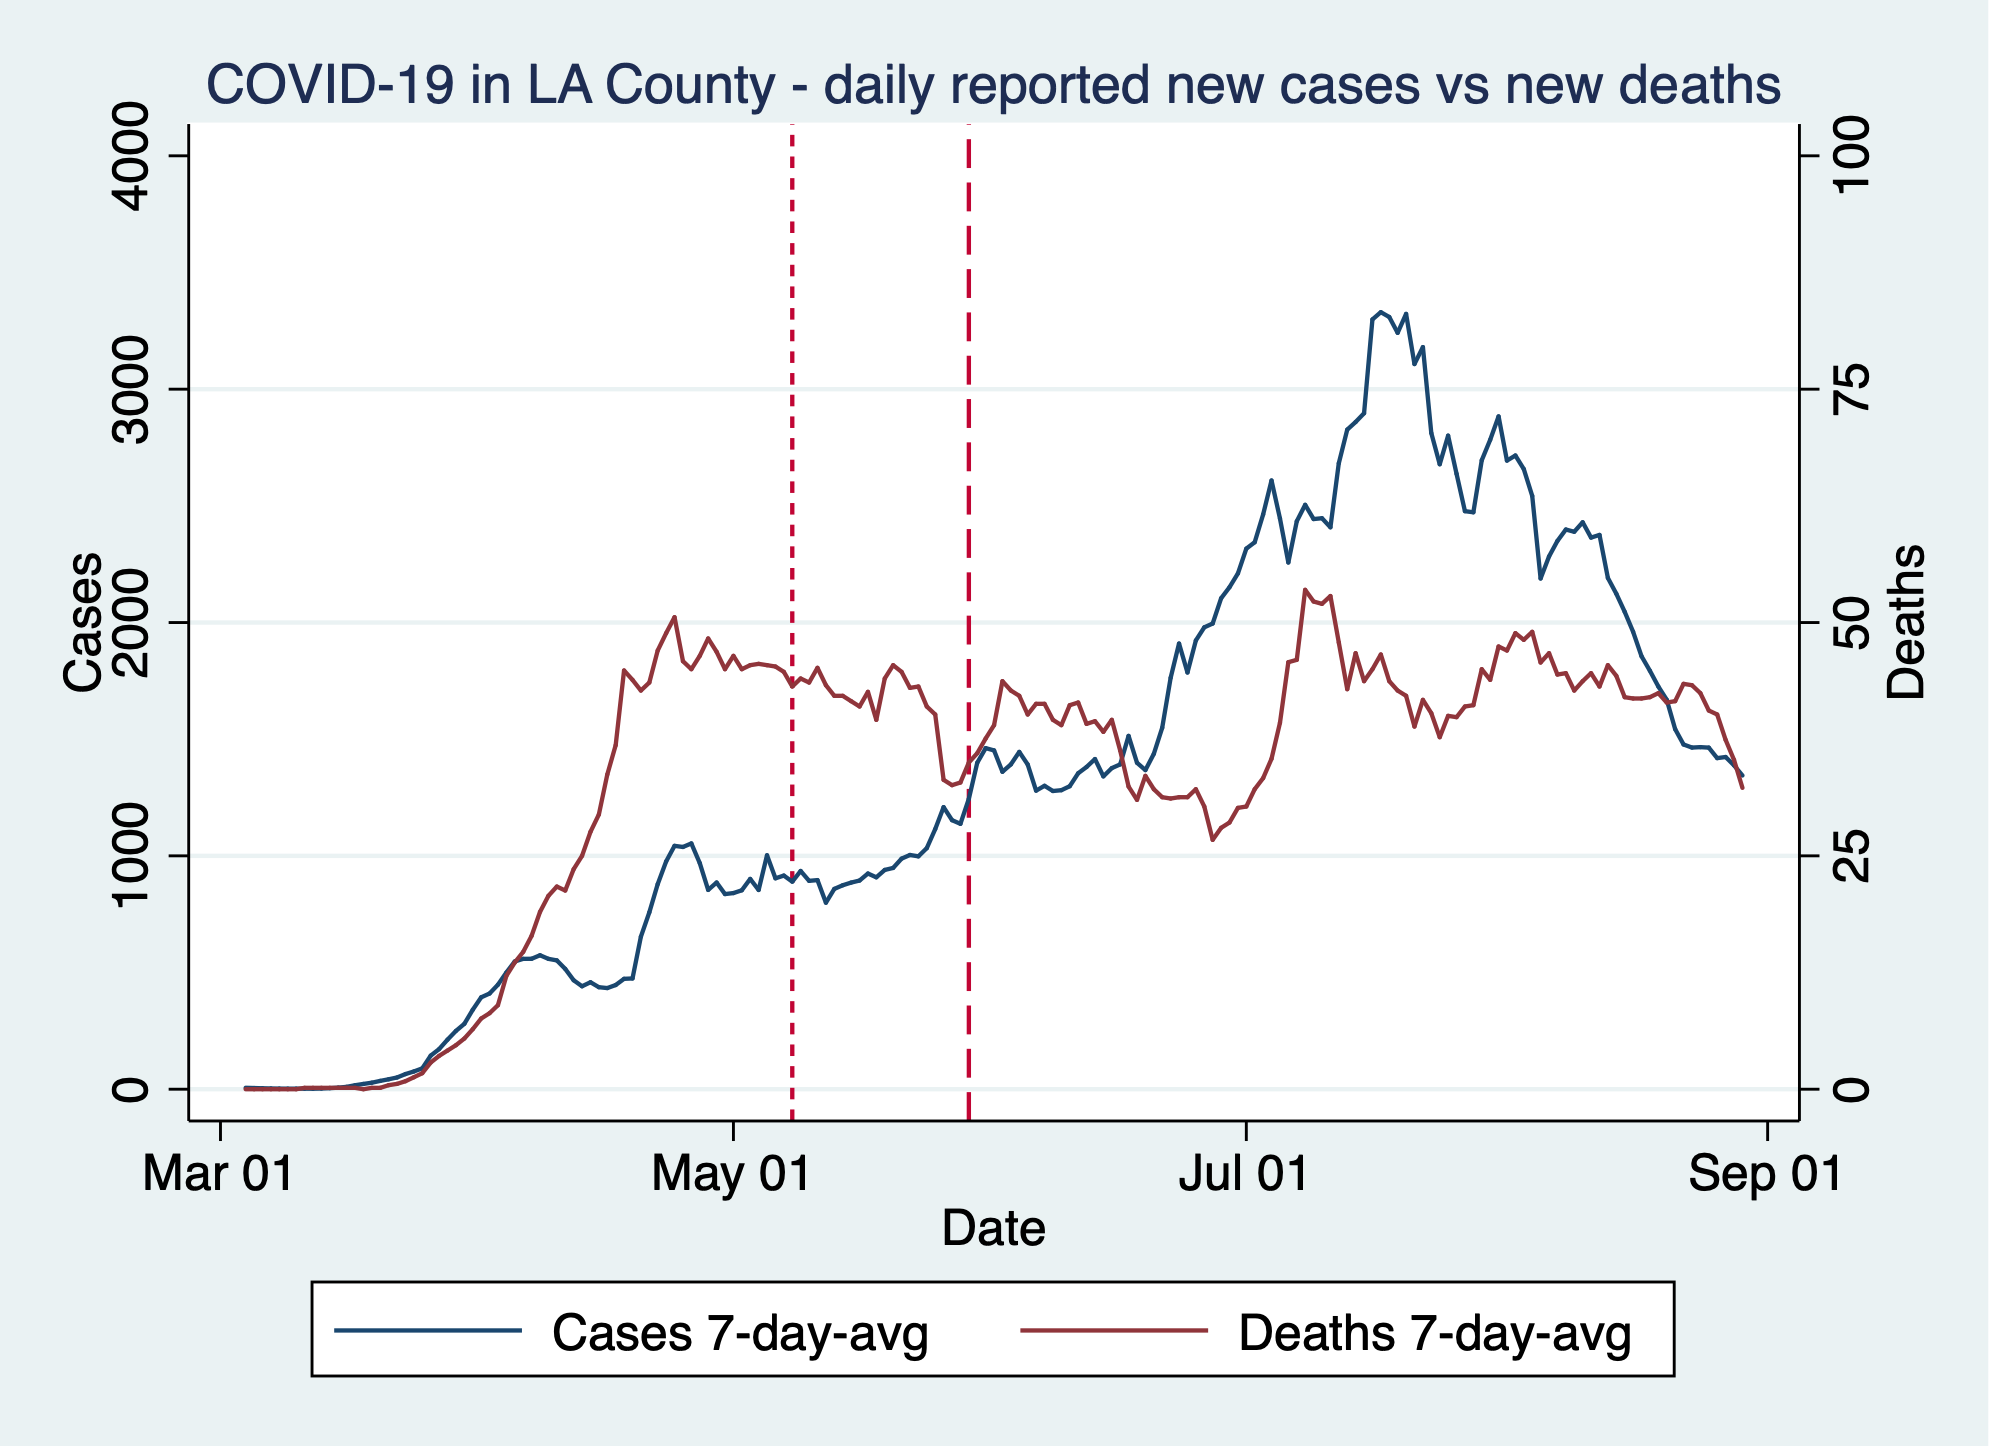 COVID-19 in LA County - daily reported new cases vs new deaths
Cases
4000
3000
2000
1000
0
Deaths
100
75
50
25
0
Mar 01
May 01
Jul 01
Sep 01
Date
Cases 7-day-avg
Deaths 7-day-avg